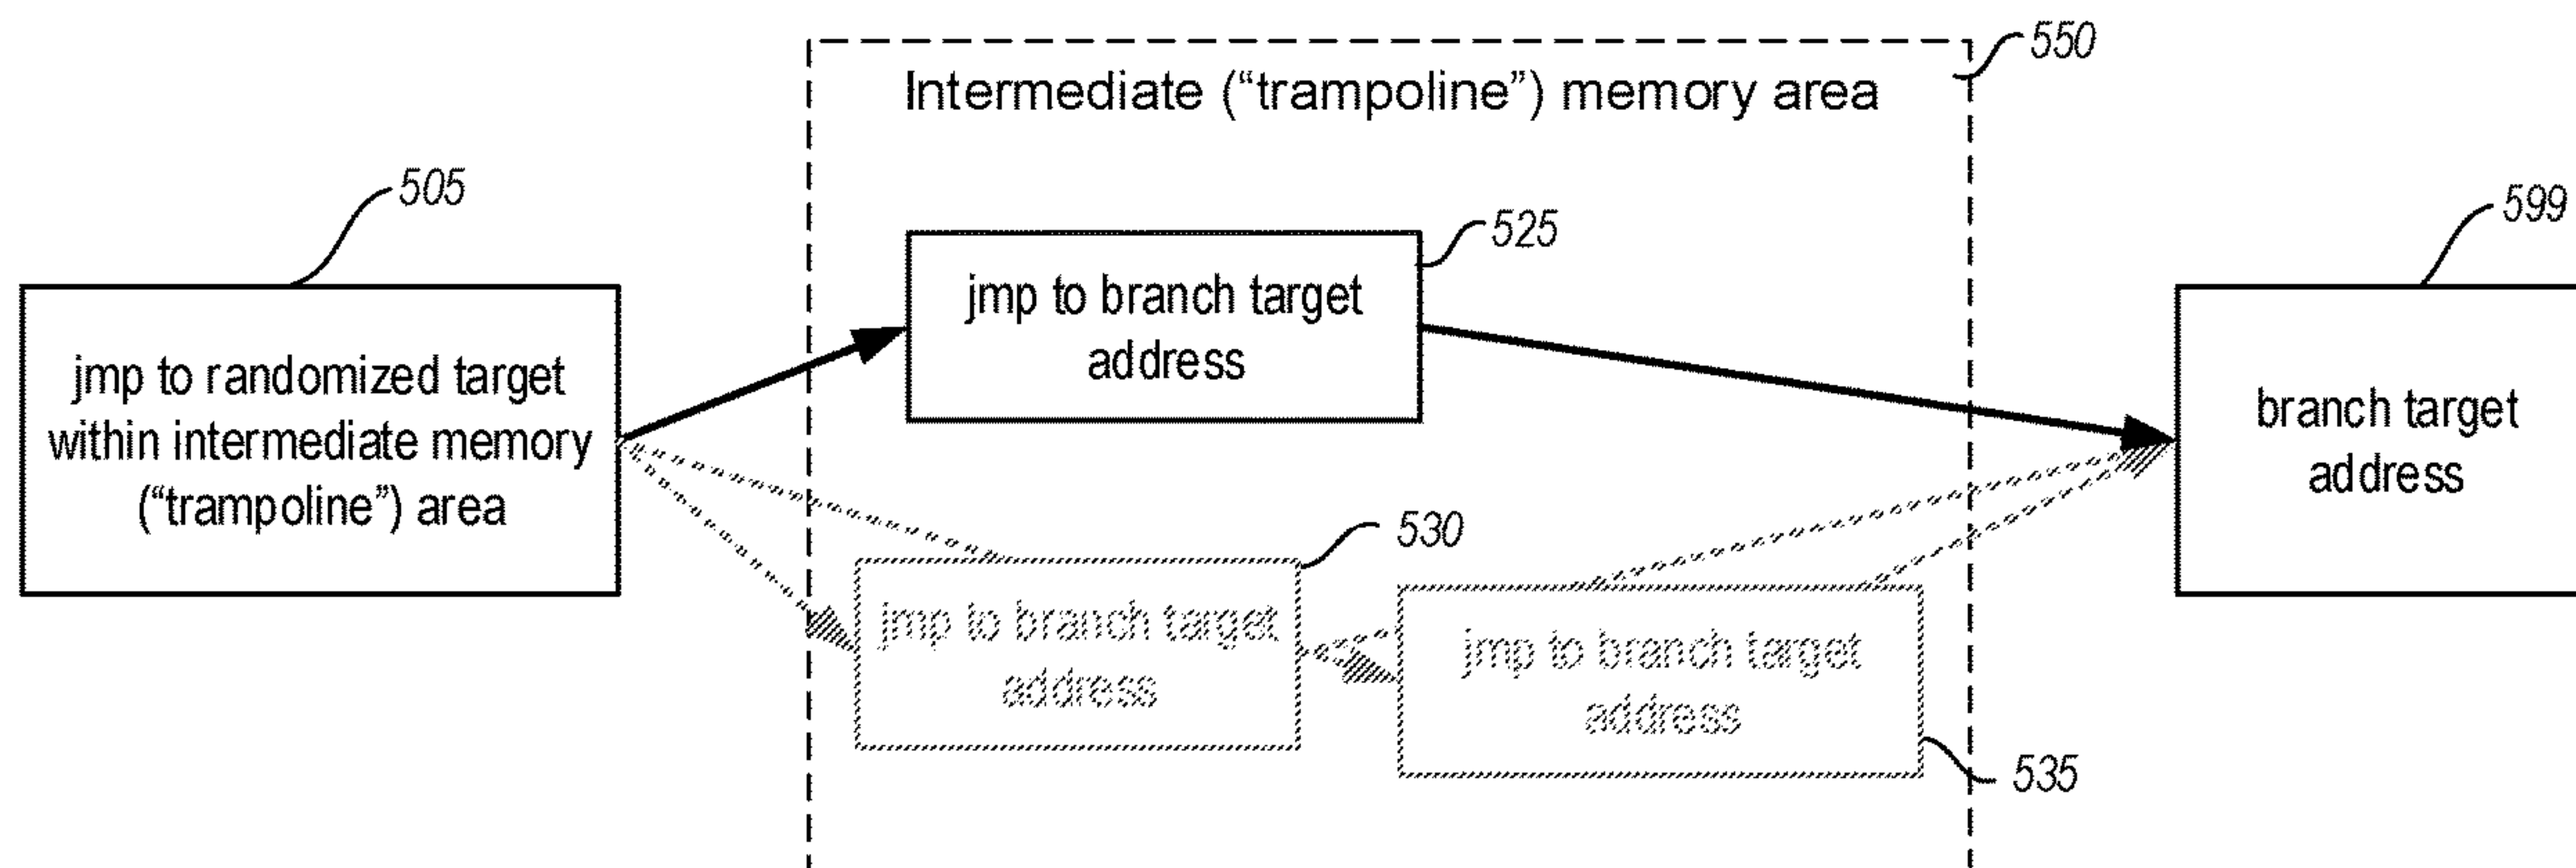 550
Intermediate (“trampoline”) memory area
505
599
525
jmp to randomized target
within intermediate memory
(“trampoline”) area
jmp to branch target
address
branch target
address
530
jmp to branch target
address
jmp to branch target
address
535